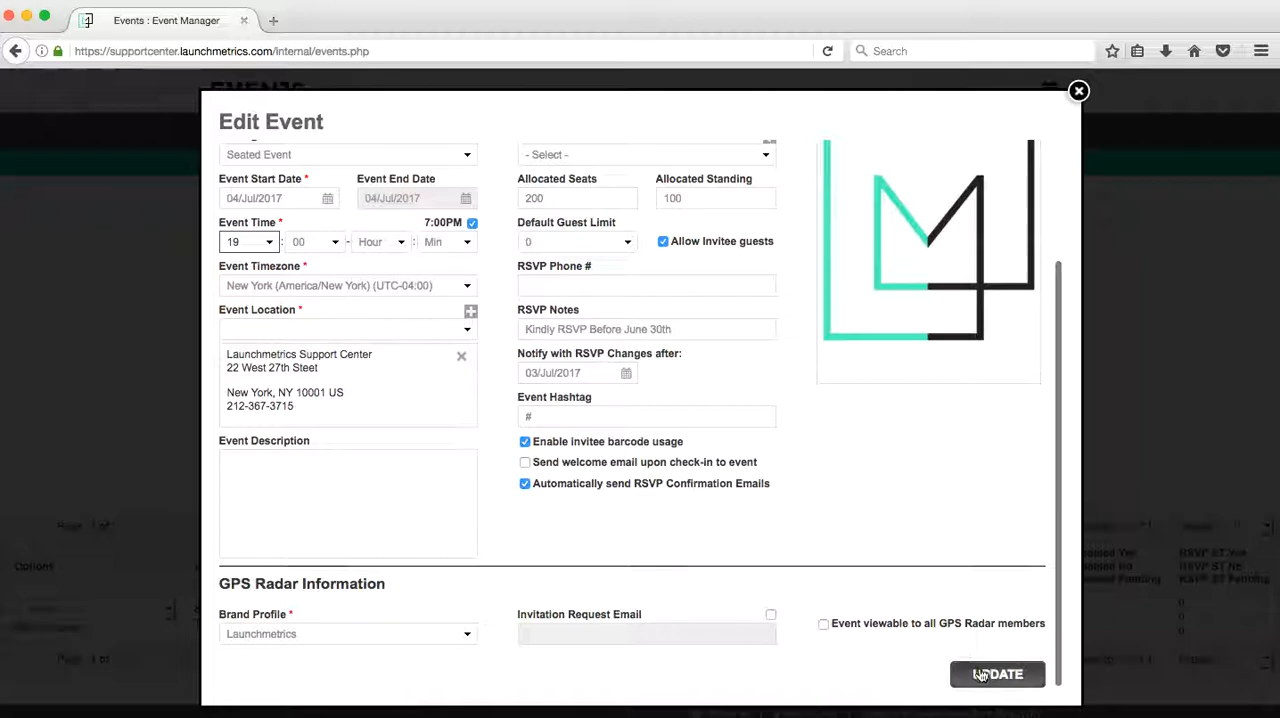 Events : Event Manager
https://supportcenter.launchmetrics.com/internal/events.php
Search
EVENTS
Edit Event
Seated Event
- Select -
Event Start Date *
Event End Date
Allocated Seats
Allocated Standing
04/Jul/2017
04/Jul/2017
200
100
Event Time *
7:00PM
Default Guest Limit
19
:
00
-
Hour
:
Min
0
Allow Invitee guests
Event Timezone *
RSVP Phone #
New York (America/New York) (UTC-04:00)
Event Location *
RSVP Notes
Kindly RSVP Before June 30th
Launchmetrics Support Center
22 West 27th Steet
New York, NY 10001 US
212-367-3715
Notify with RSVP Changes after:
03/Jul/2017
Event Hashtag
#
Event Description
Enable invitee barcode usage
Send welcome email upon check-in to event
Automatically send RSVP Confirmation Emails
Options
GPS Radar Information
Brand Profile *
Invitation Request Email
Launchmetrics
Event viewable to all GPS Radar members
UPDATE